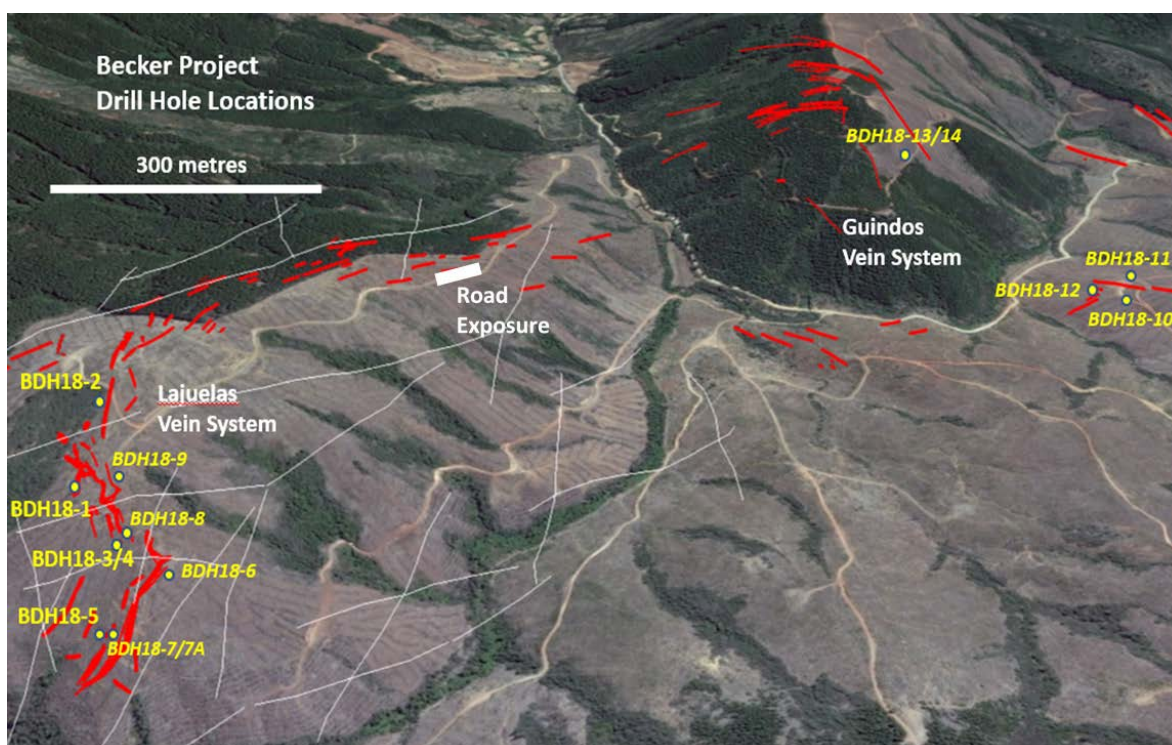 Becker Project
Drill Hole Locations
300 metres
BDH18-13/14
Guindos
Vein System
BDH18-11
BDH18-12
BDH18-10
Road
Exposure
BDH18-2
Lajuelas
Vein System
BDH18-9
BDH18-1
BDH18-8
BDH18-3/4
BDH18-6
BDH18-5
BDH18-7/7A